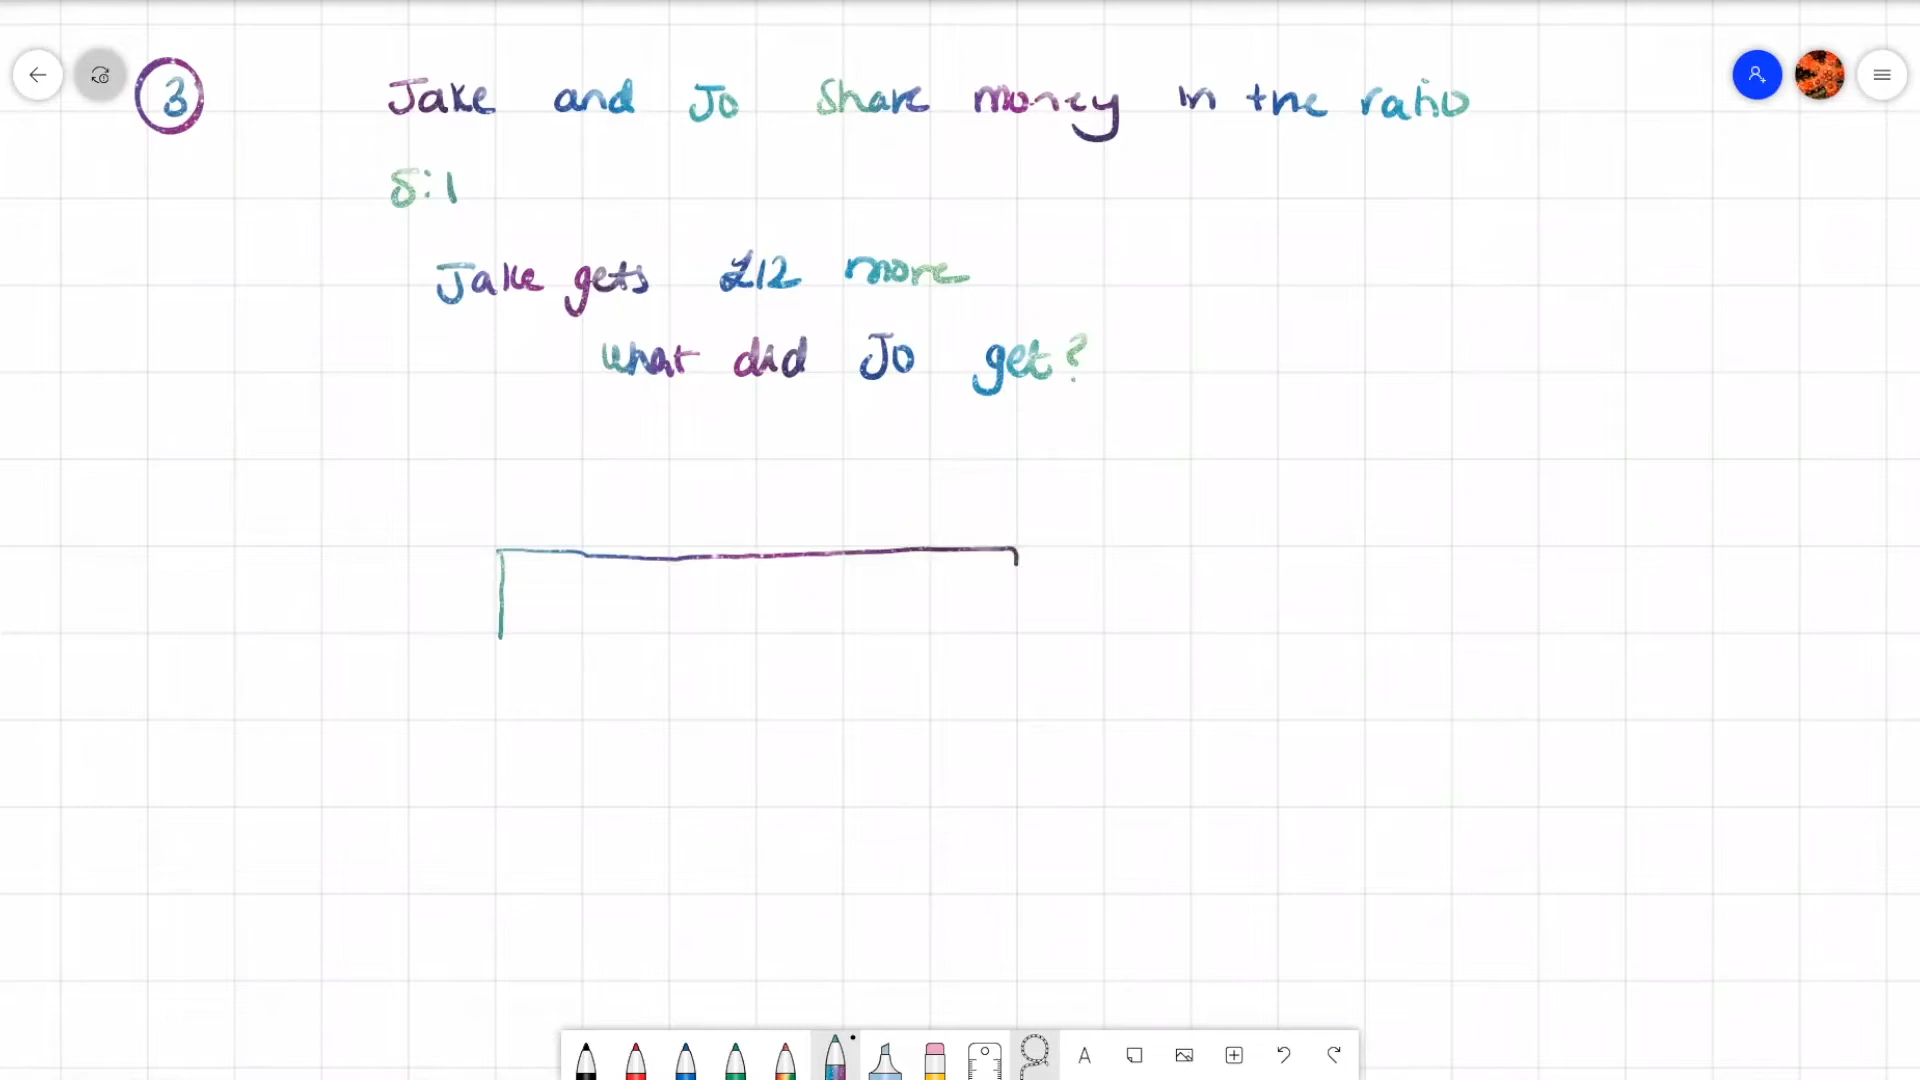 3 Jake and Jo share money in the ratio
5:1
Jake gets £12 more
what did Jo get?